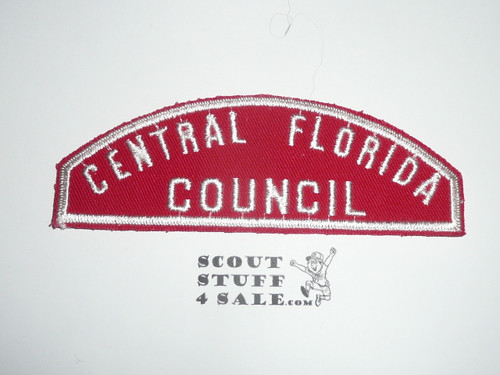 CENTRAL FLORIDA
COUNCIL
SCOUT
STUFF
4 SALE.COM